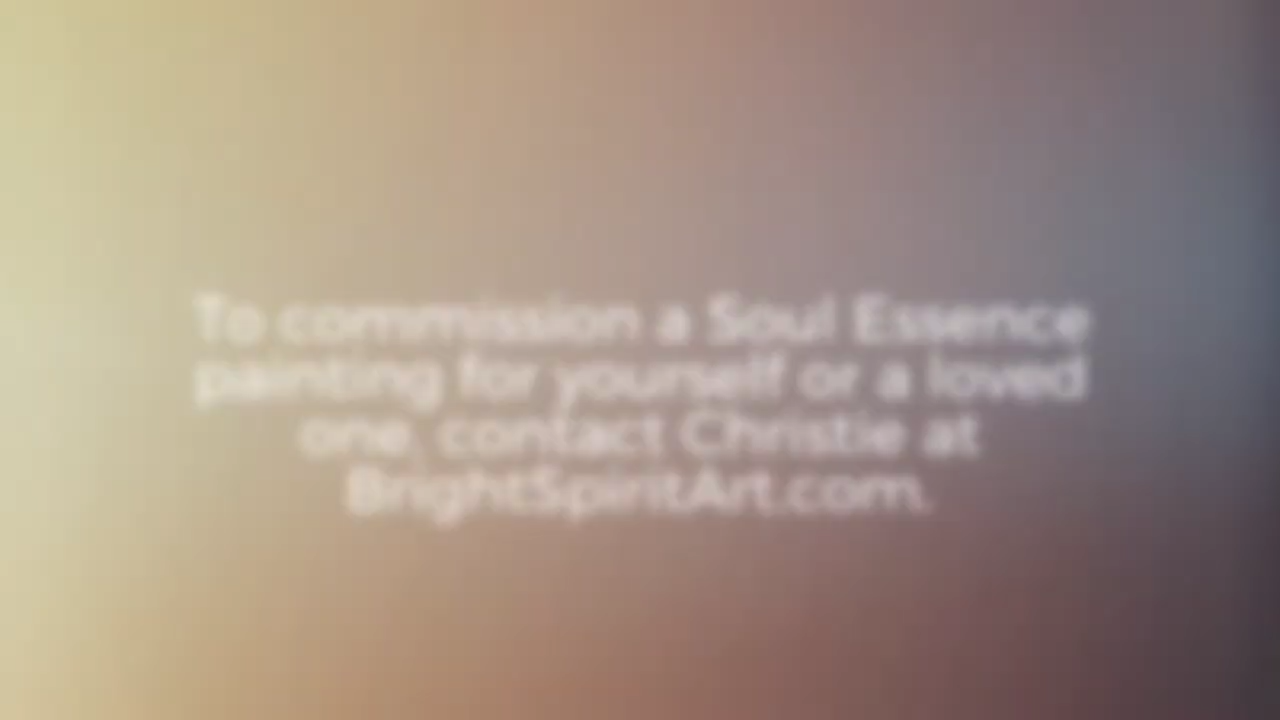 To commission a Soul Essence
painting for yourself or a loved
one, contact Christie at
BrightSpiritArt.com.